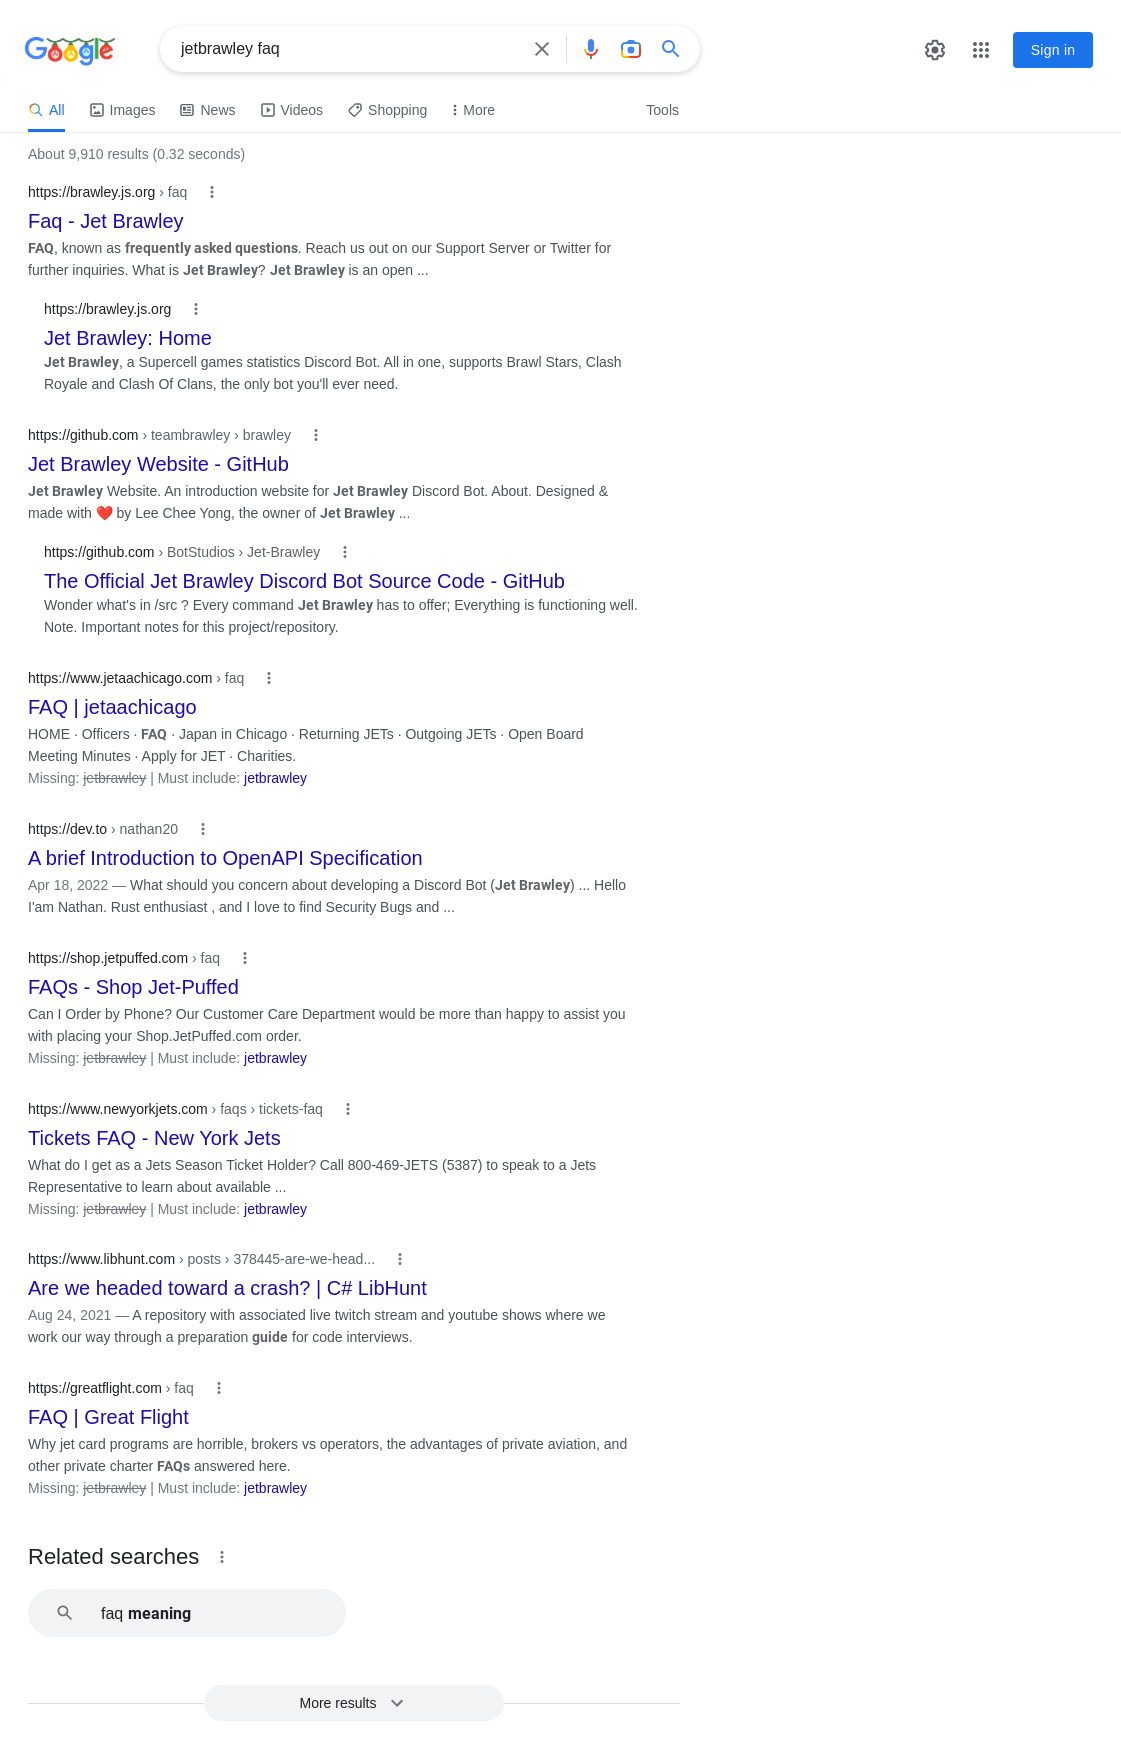 Google
jetbrawley faq
Sign in
All Images News Videos Shopping More Tools
About 9,910 results (0.32 seconds)
https://brawley.js.org › faq
Faq - Jet Brawley
FAQ, known as frequently asked questions. Reach us out on our Support Server or Twitter for
further inquiries. What is Jet Brawley? Jet Brawley is an open ...
https://brawley.js.org
Jet Brawley: Home
Jet Brawley, a Supercell games statistics Discord Bot. All in one, supports Brawl Stars, Clash
Royale and Clash Of Clans, the only bot you'll ever need.
https://github.com › teambrawley › brawley
Jet Brawley Website - GitHub
Jet Brawley Website. An introduction website for Jet Brawley Discord Bot. About. Designed &
made with ❤️ by Lee Chee Yong, the owner of Jet Brawley ...
https://github.com › BotStudios › Jet-Brawley
The Official Jet Brawley Discord Bot Source Code - GitHub
Wonder what's in /src ? Every command Jet Brawley has to offer; Everything is functioning well.
Note. Important notes for this project/repository.
https://www.jetaachicago.com › faq
FAQ | jetaachicago
HOME · Officers · FAQ · Japan in Chicago · Returning JETs · Outgoing JETs · Open Board
Meeting Minutes · Apply for JET · Charities.
Missing: jetbrawley | Must include: jetbrawley
https://dev.to › nathan20
A brief Introduction to OpenAPI Specification
Apr 18, 2022 — What should you concern about developing a Discord Bot (Jet Brawley) ... Hello
I'am Nathan. Rust enthusiast , and I love to find Security Bugs and ...
https://shop.jetpuffed.com › faq
FAQs - Shop Jet-Puffed
Can I Order by Phone? Our Customer Care Department would be more than happy to assist you
with placing your Shop.JetPuffed.com order.
Missing: jetbrawley | Must include: jetbrawley
https://www.newyorkjets.com › faqs › tickets-faq
Tickets FAQ - New York Jets
What do I get as a Jets Season Ticket Holder? Call 800-469-JETS (5387) to speak to a Jets
Representative to learn about available ...
Missing: jetbrawley | Must include: jetbrawley
https://www.libhunt.com › posts › 378445-are-we-head...
Are we headed toward a crash? | C# LibHunt
Aug 24, 2021 — A repository with associated live twitch stream and youtube shows where we
work our way through a preparation guide for code interviews.
https://greatflight.com › faq
FAQ | Great Flight
Why jet card programs are horrible, brokers vs operators, the advantages of private aviation, and
other private charter FAQs answered here.
Missing: jetbrawley | Must include: jetbrawley
Related searches
faq meaning
More results